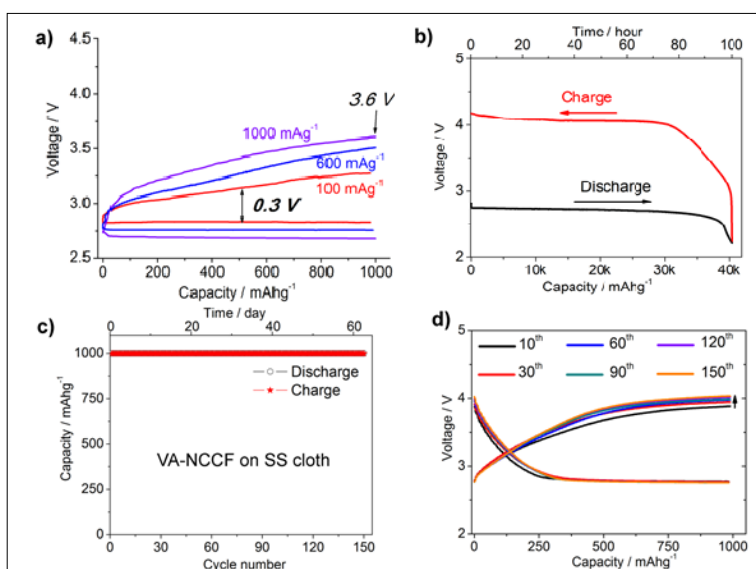 a)
4.5
4.0
3.5
3.0
2.5
Voltage / V
3.6 V
1000 mAg-1
600 mAg-1
100 mAg-1
0.3 V
0 200 400 600 800 1000
Capacity / mAhg-1
b)
Time / hour
0 20 40 60 80 100
5
4
3
2
Voltage / V
Charge
Discharge
0 10k 20k 30k 40k
Capacity / mAhg-1
c)
Time / day
0 20 40 60
1000
750
500
250
0
Capacity / mAhg-1
Discharge
Charge
VA-NCCF on SS cloth
0 30 60 90 120 150
Cycle number
d)
5
4
3
2
Voltage / V
10th 60th 120th
30th 90th 150th
0 250 500 750 1000
Capacity / mAhg-1